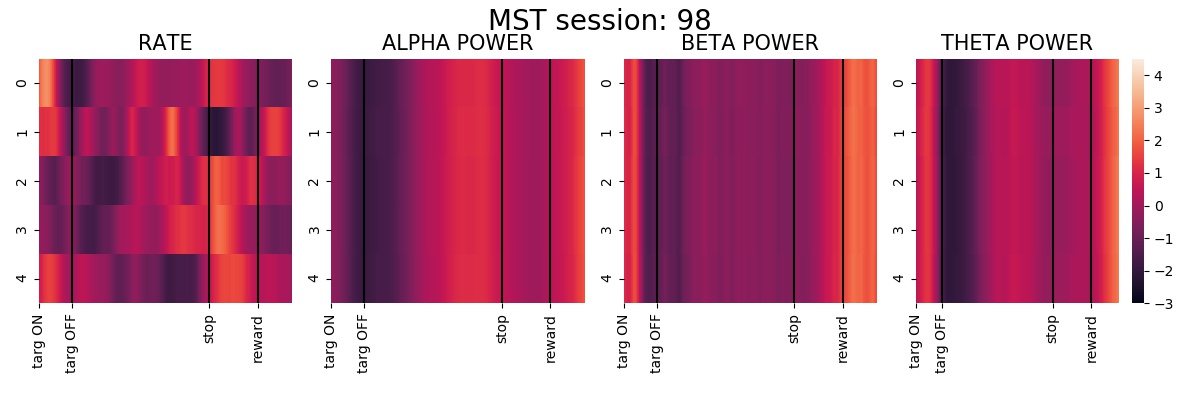 MST session: 98
RATE
ALPHA POWER
BETA POWER
THETA POWER
0
1
2
3
4
targ ON
targ OFF
stop
reward
0
1
2
3
4
targ ON
targ OFF
stop
reward
0
1
2
3
4
targ ON
targ OFF
stop
reward
0
1
2
3
4
targ ON
targ OFF
stop
reward
4
3
2
1
0
−1
−2
−3